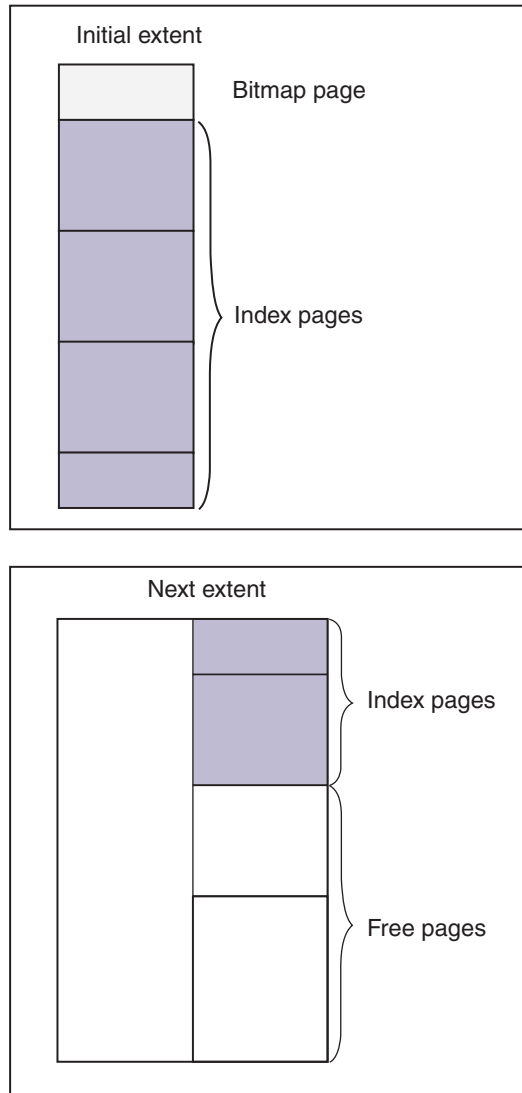 Initial extent
Bitmap page
Index pages
Next extent
Index pages
Free pages